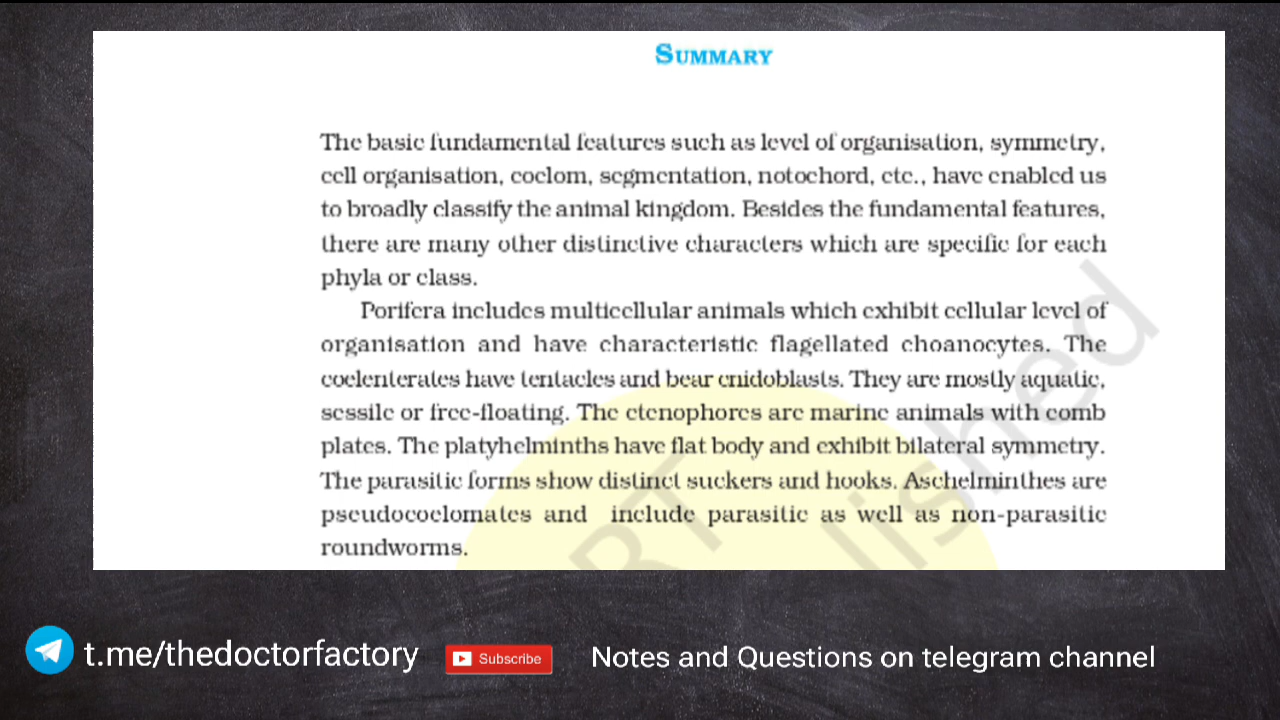 SUMMARY
The basic fundamental features such as level of organisation, symmetry,
cell organisation, coelom, segmentation, notochord, etc., have enabled us
to broadly classify the animal kingdom. Besides the fundamental features,
there are many other distinctive characters which are specific for each
phyla or class.
Porifera includes multicellular animals which exhibit cellular level of
organisation and have characteristic flagellated choanocytes. The
coelenterates have tentacles and bear cnidoblasts. They are mostly aquatic,
sessile or free-floating. The ctenophores are marine animals with comb
plates. The platyhelminths have flat body and exhibit bilateral symmetry.
The parasitic forms show distinct suckers and hooks. Aschelminthes are
pseudocoelomates and include parasitic as well as non-parasitic
roundworms.
t.me/thedoctorfactory
Subscribe
Notes and Questions on telegram channel